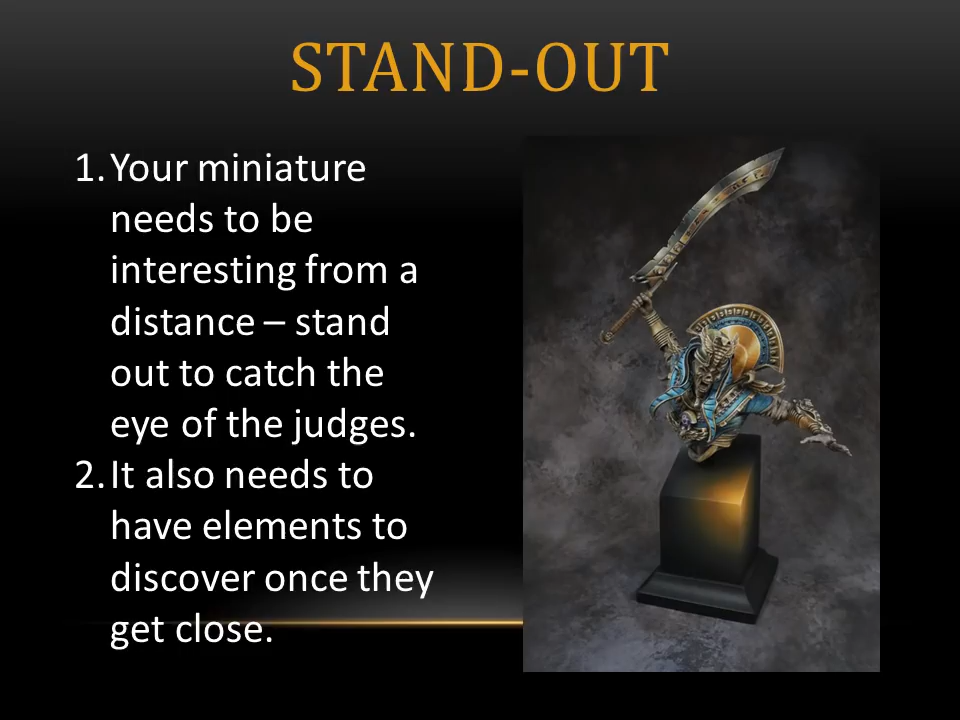 STAND-OUT
1. Your miniature
needs to be
interesting from a
distance – stand
out to catch the
eye of the judges.
2. It also needs to
have elements to
discover once they
get close.